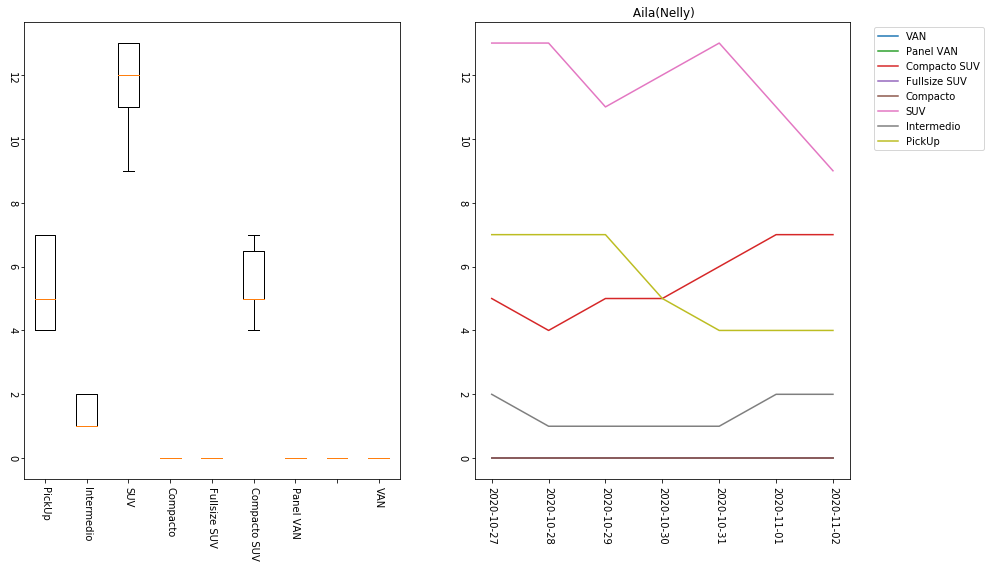 12
10
8
6
4
2
0
PickUp
Intermedio
SUV
Compacto
Fullsize SUV
Compacto SUV
Panel VAN
VAN
Aila(Nelly)
12
10
8
6
4
2
0
2020-10-27
2020-10-28
2020-10-29
2020-10-30
2020-10-31
2020-11-01
2020-11-02
VAN
Panel VAN
Compacto SUV
Fullsize SUV
Compacto
SUV
Intermedio
PickUp